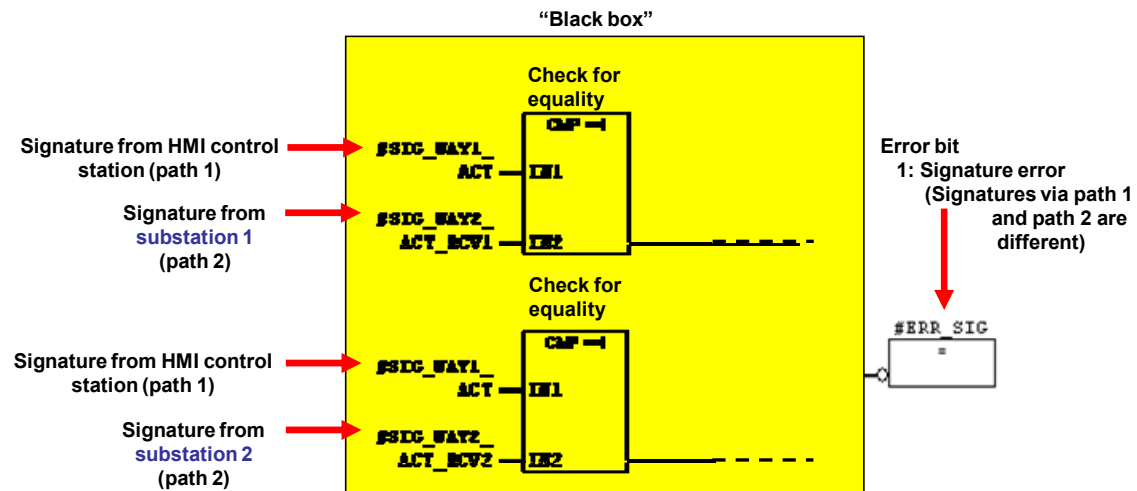 “Black box”
Check for
equality
CMP ==I
Signature from HMI control
station (path 1)
#SIG_WAY1_
ACT
IN1
Signature from
substation 1
(path 2)
#SIG_WAY2_
ACT_RCV1
IN2
Error bit
1: Signature error
(Signatures via path 1
and path 2 are
different)
Check for
equality
CMP ==I
#ERR_SIG
=
Signature from HMI control
station (path 1)
#SIG_WAY1_
ACT
IN1
Signature from
substation 2
(path 2)
#SIG_WAY2_
ACT_RCV2
IN2